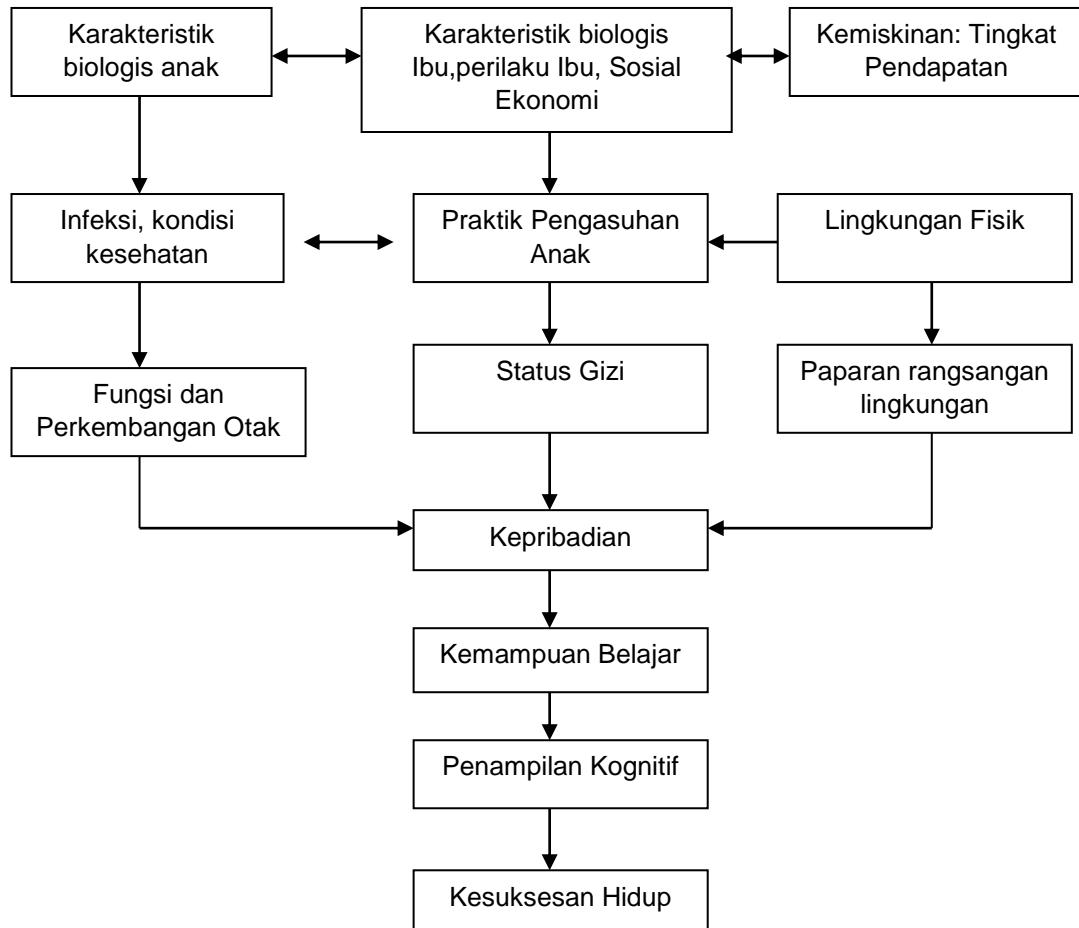 Karakteristik
biologis anak
Karakteristik biologis
Ibu,perilaku Ibu, Sosial
Ekonomi
Kemiskinan: Tingkat
Pendapatan
Infeksi, kondisi
kesehatan
Praktik Pengasuhan
Anak
Lingkungan Fisik
Fungsi dan
Perkembangan Otak
Status Gizi
Paparan rangsangan
lingkungan
Kepribadian
Kemampuan Belajar
Penampilan Kognitif
Kesuksesan Hidup